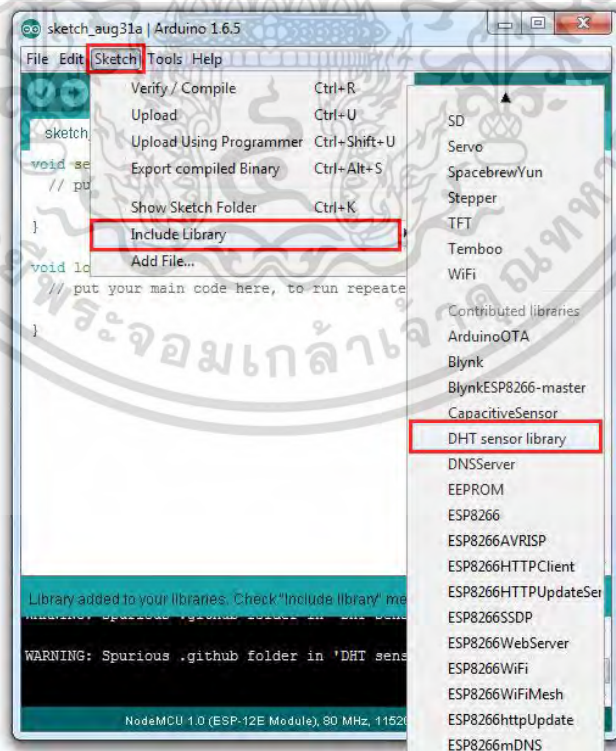 sketch_aug31a | Arduino 1.6.5
File Edit Sketch Tools Help
Verify / Compile Ctrl+R
Upload Ctrl+U
Upload Using Programmer Ctrl+Shift+U
Export compiled Binary Ctrl+Alt+S
Show Sketch Folder Ctrl+K
Include Library
Add File...
sketch_
void se
// pu
}
void lo
// put your main code here, to run repeate
}
SD
Servo
SpacebrewYun
Stepper
TFT
Temboo
WiFi
Contributed libraries
ArduinoOTA
Blynk
BlynkESP8266-master
CapacitiveSensor
DHT sensor library
DNSServer
EEPROM
ESP8266
ESP8266AVRISP
ESP8266HTTPClient
ESP8266HTTPUpdateSer
ESP8266SSDP
ESP8266WebServer
ESP8266WiFi
ESP8266WiFiMesh
ESP8266httpUpdate
ESP8266mDNS
Library added to your libraries. Check "Include library" me
WARNING: Spurious .github folder in 'DHT sens
NodeMCU 1.0 (ESP-12E Module), 80 MHz, 11520